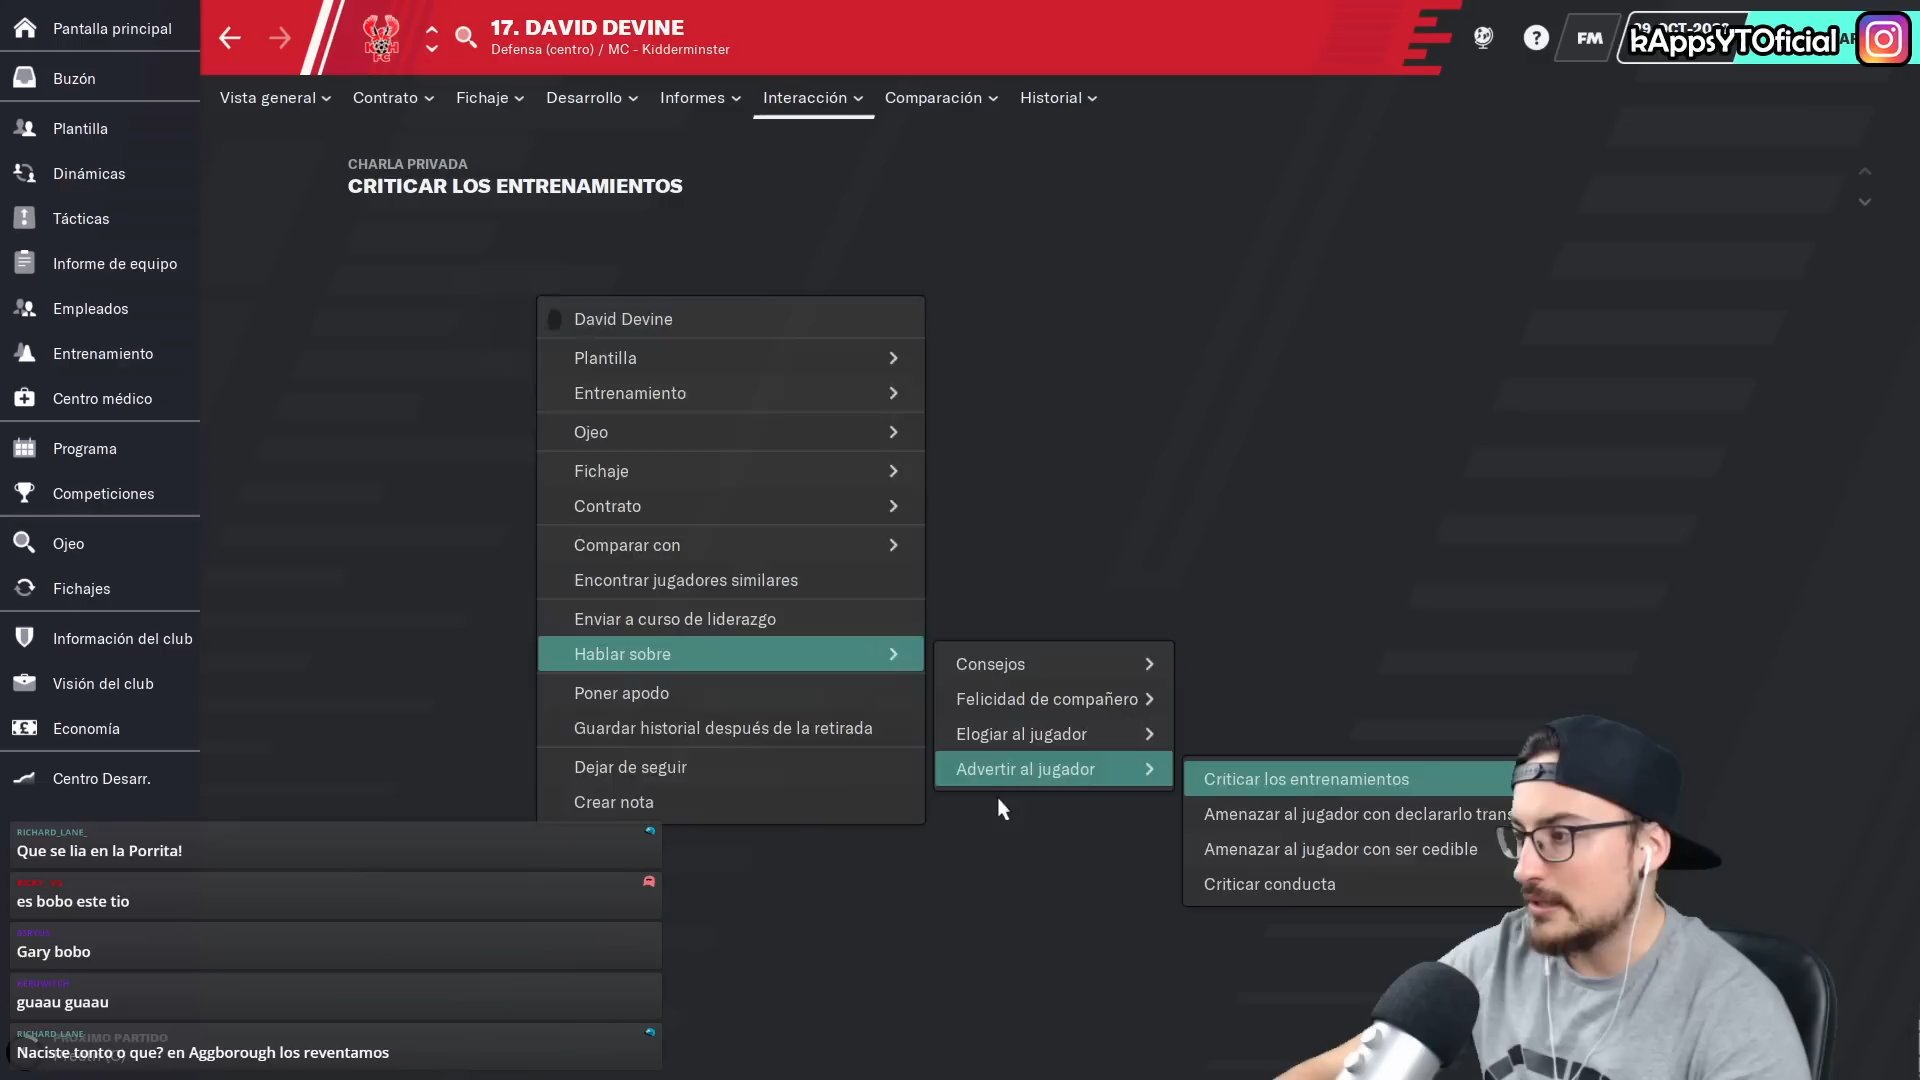 Pantalla principal
Buzón
Plantilla
Dinámicas
Tácticas
Informe de equipo
Empleados
Entrenamiento
Centro médico
Programa
Competiciones
Ojeo
Fichajes
Información del club
Visión del club
Economía
Centro Desarr.
17. DAVID DEVINE
Defensa (centro) / MC - Kidderminster
FM
kAppsYTOficial
Vista general
Contrato
Fichaje
Desarrollo
Informes
Interacción
Comparación
Historial
CHARLA PRIVADA
CRITICAR LOS ENTRENAMIENTOS
David Devine
Plantilla
Entrenamiento
Ojeo
Fichaje
Contrato
Comparar con
Encontrar jugadores similares
Enviar a curso de liderazgo
Hablar sobre
Poner apodo
Guardar historial después de la retirada
Dejar de seguir
Crear nota
Consejos
Felicidad de compañero
Elogiar al jugador
Advertir al jugador
Criticar los entrenamientos
Amenazar al jugador con declararlo trans
Amenazar al jugador con ser cedible
Criticar conducta
RICHARD_LANE_
Que se lia en la Porrita!
es bobo este tio
Gary bobo
guaau guaau
RICHARD_LANE_
PRÓXIMO PARTIDO
Naciste tonto o que? en Aggborough los reventamos